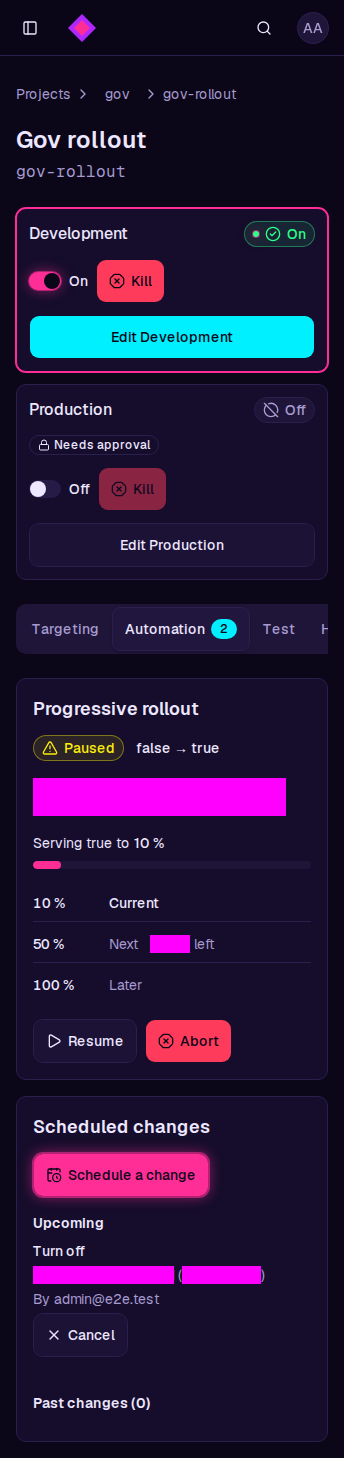 AA
Projects > gov > gov-rollout
Gov rollout
gov-rollout
Development
On
On
Kill
Edit Development
Production
Off
Needs approval
Off
Kill
Edit Production
Targeting Automation 2 Test
Progressive rollout
Paused false → true
Serving true to 10 %
10 % Current
50 % Next left
100 % Later
Resume Abort
Scheduled changes
Schedule a change
Upcoming
Turn off
( )
By admin@e2e.test
Cancel
Past changes (0)